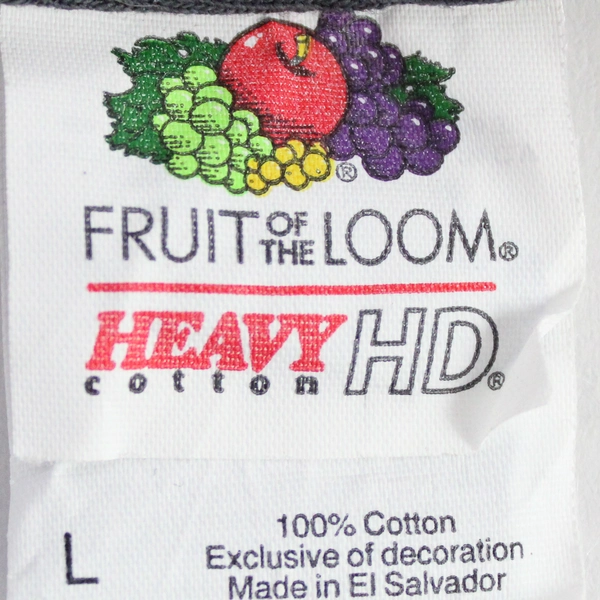 ®
FRUIT OF THE LOOM®
HEAVY cotton HD®
L
100% Cotton
Exclusive of decoration
Made in El Salvador